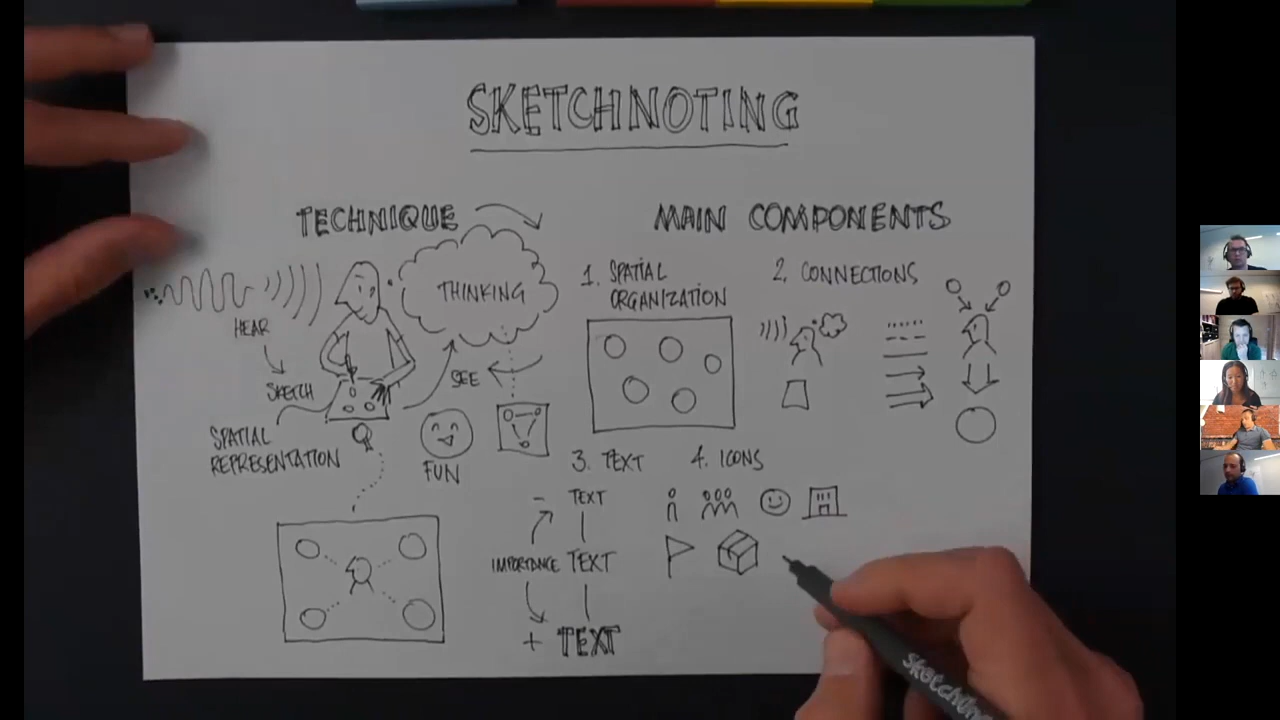 SKETCHNOTING
TECHNIQUE
THINKING
HEAR
SKETCH
SEE
SPATIAL
REPRESENTATION
FUN
MAIN COMPONENTS
1. SPATIAL
ORGANIZATION
2. CONNECTIONS
3. TEXT
4. ICONS
- TEXT
IMPORTANCE TEXT
+ TEXT